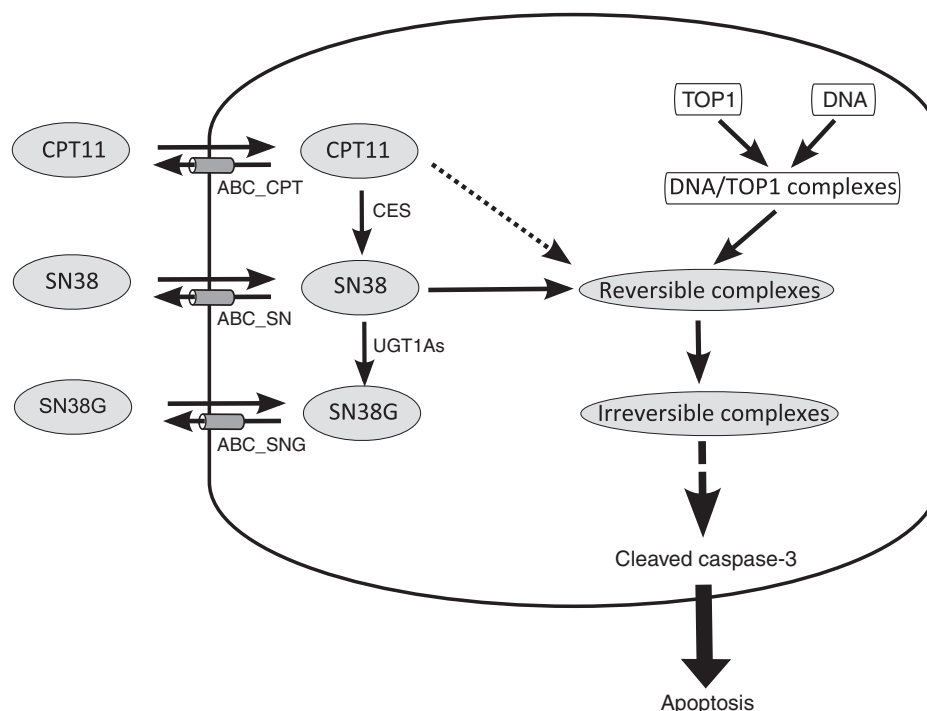 TOP1
DNA
CPT11
CPT11
ABC_CPT
DNA/TOP1 complexes
CES
SN38
SN38
Reversible complexes
ABC_SN
UGT1As
SN38G
SN38G
Irreversible complexes
ABC_SNG
Cleaved caspase-3
Apoptosis